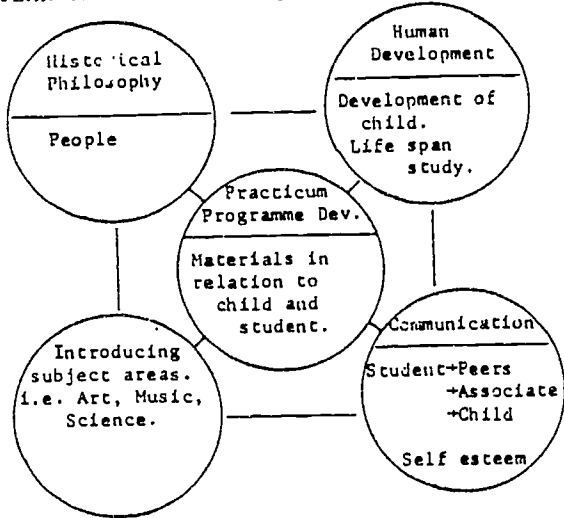 Historical
Philosophy
People
Human
Development
Development of
child.
Life span
study.
Practicum
Programme Dev.
Materials in
relation to
child and
student.
Introducing
subject areas.
i.e. Art, Music,
Science.
Communication
Student→Peers
→Associate
→Child
Self esteem